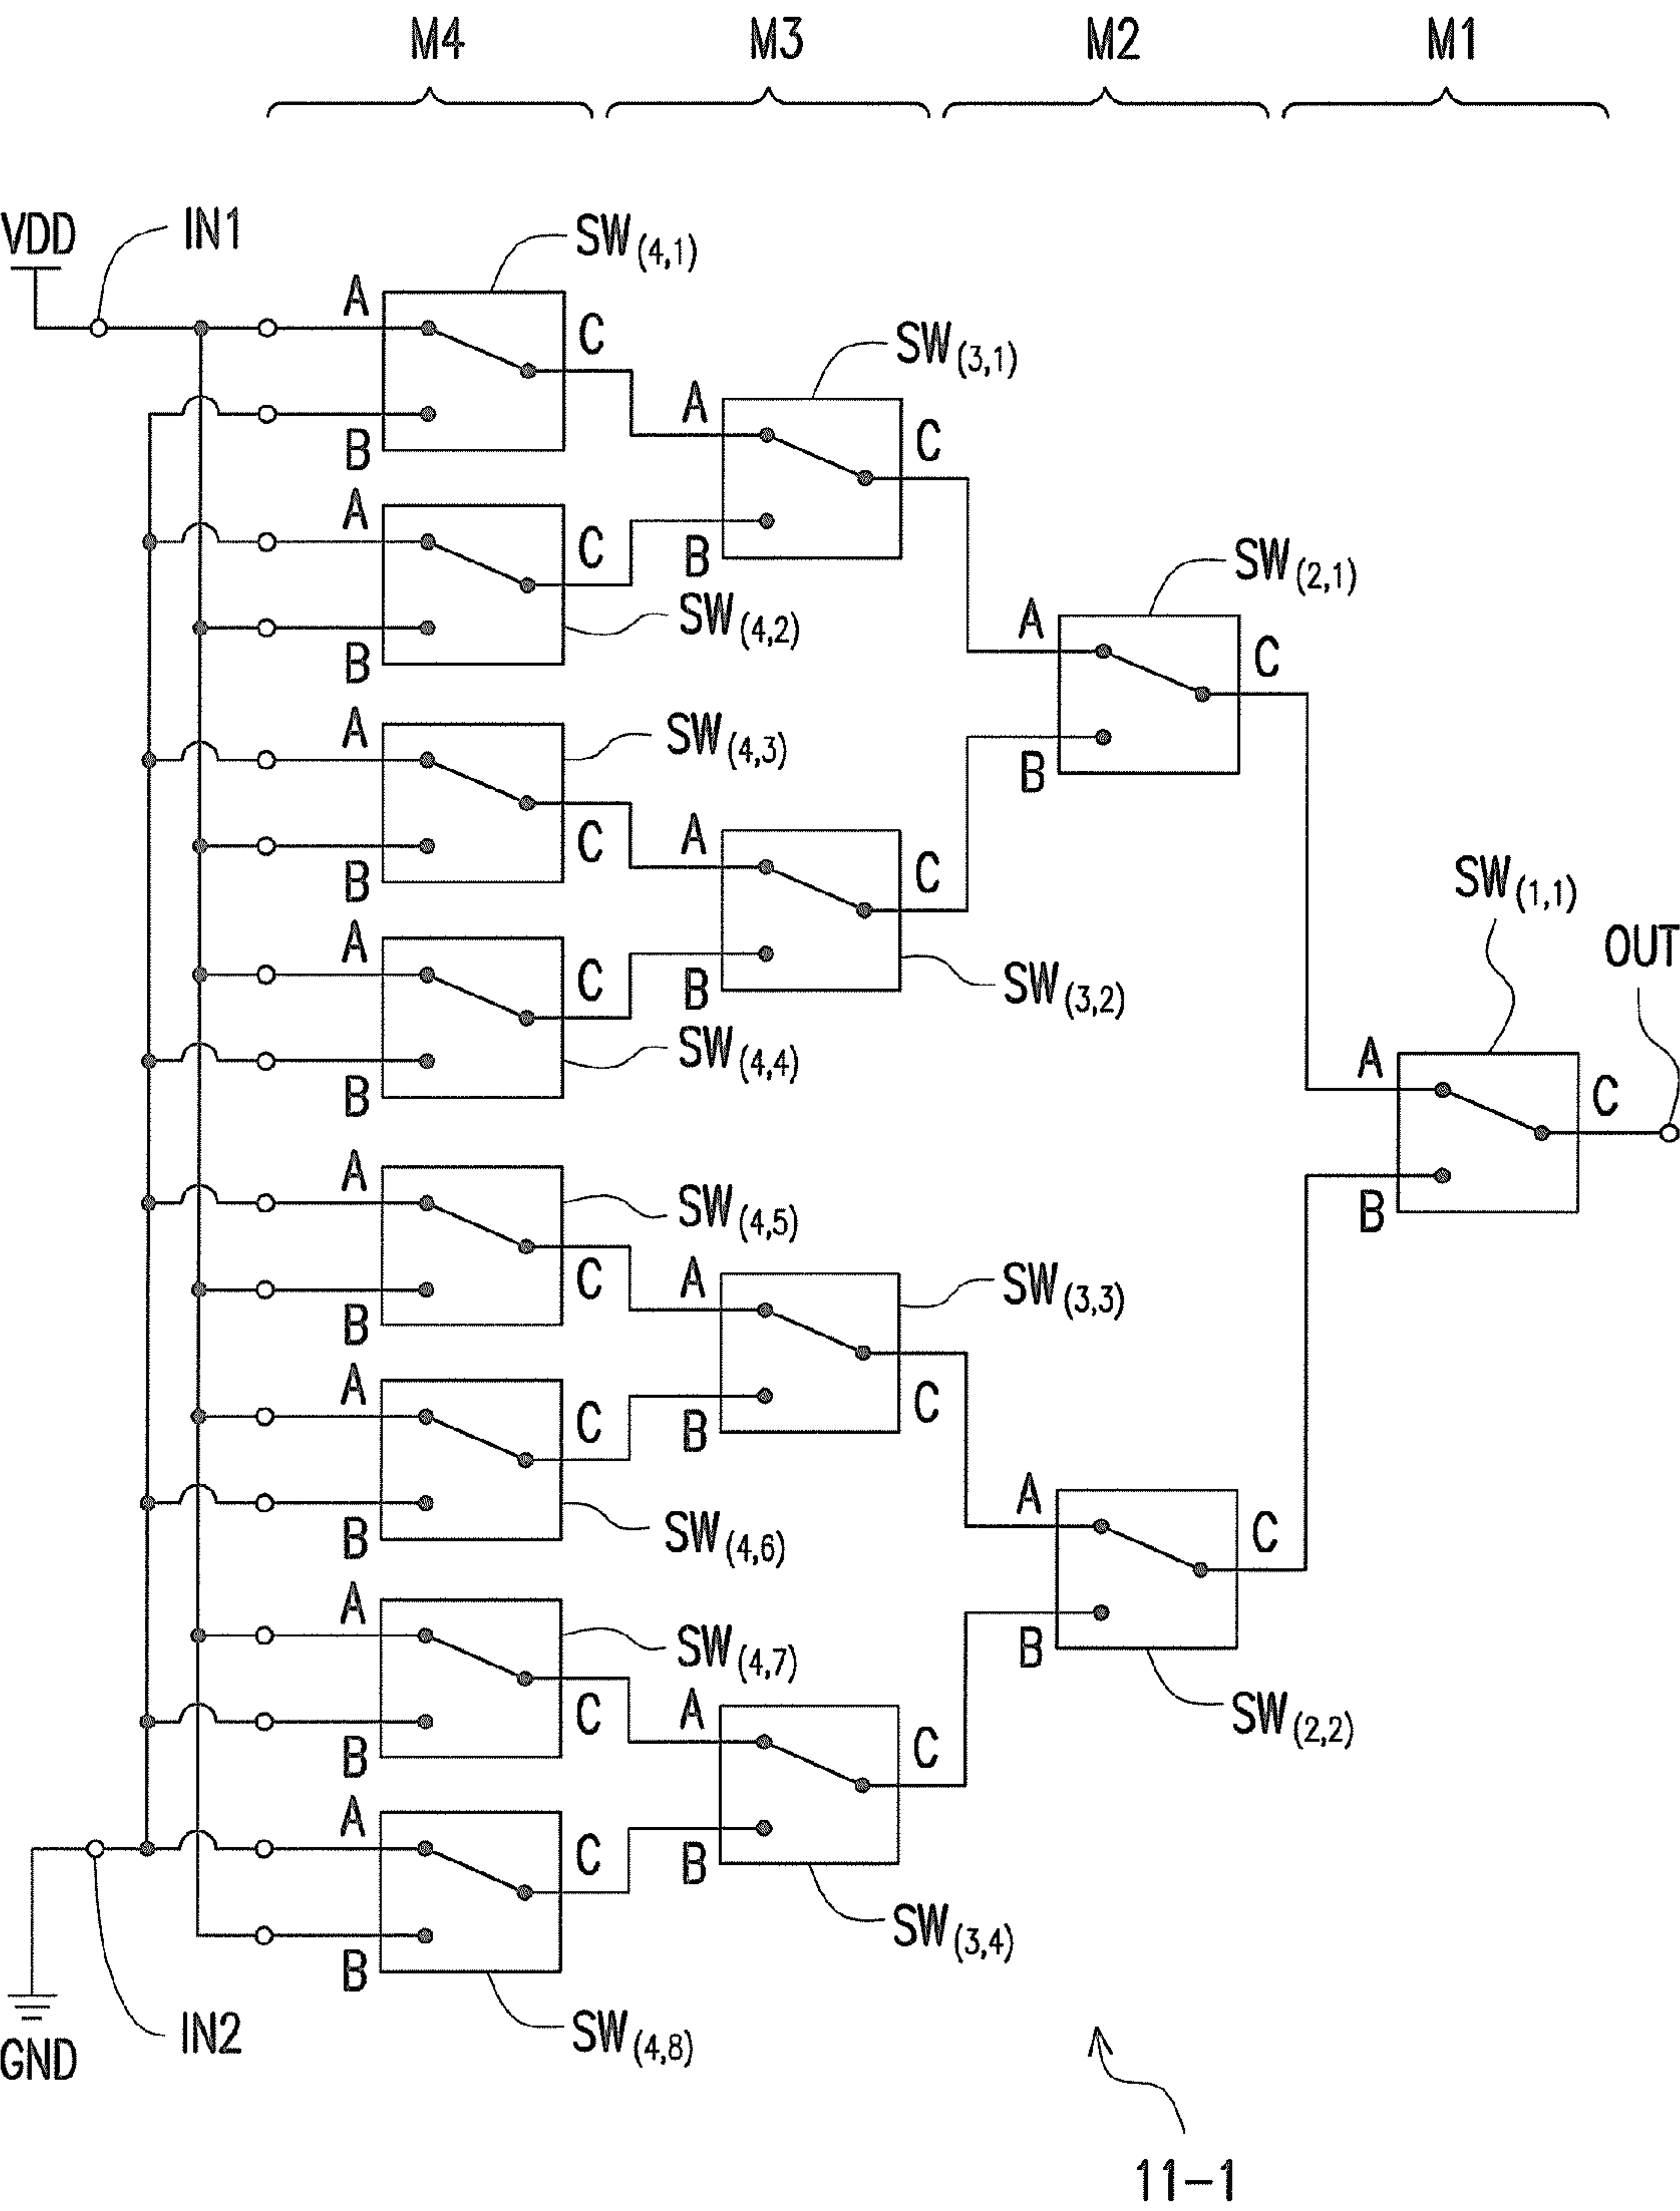 M4 M3 M2 M1
VDD IN1 SW(4,1)
A C SW(3,1)
B A C
A C B SW(2,1)
SW(4,2) A C
B
A SW(4,3) B
C A C SW(1,1)
B OUT
A C B SW(3,2)
SW(4,4) A C
B
A SW(4,5) B
C A SW(3,3)
B
A C B C
SW(4,6) A C
B
A SW(4,7) B
C A C SW(2,2)
B
A C B
SW(3,4)
B
GND IN2 SW(4,8)
11-1